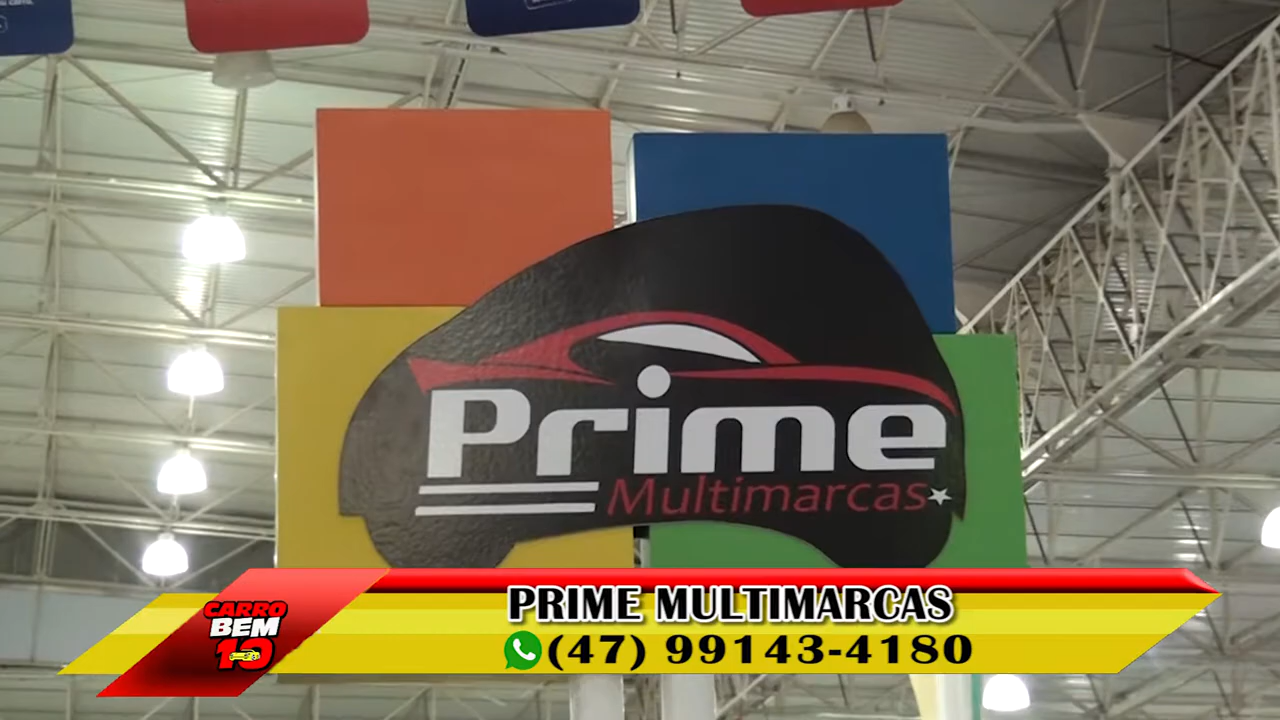 Prime
Multimarcas
CARRO
BEM
10
PRIME MULTIMARCAS
(47) 99143-4180